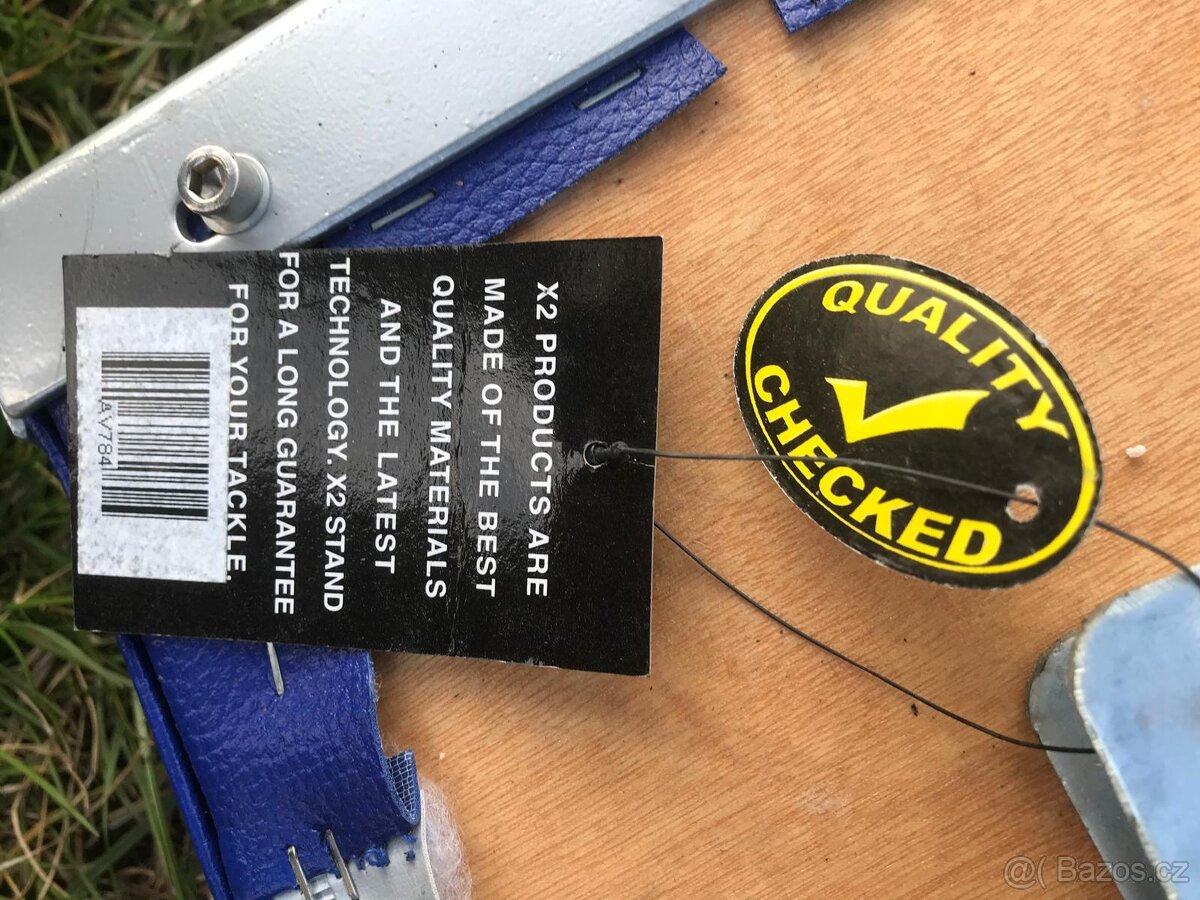 X2 PRODUCTS ARE
MADE OF THE BEST
QUALITY MATERIALS
AND THE LATEST
TECHNOLOGY. X2 STAND
FOR A LONG GUARANTEE
FOR YOUR TACKLE.
AV784
QUALITY
CHECKED
@( Bazos.cz